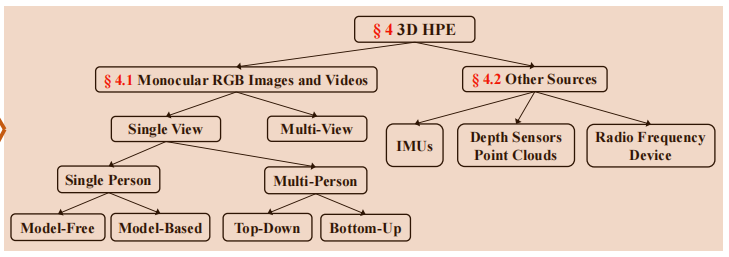 § 4 3D HPE
§ 4.1 Monocular RGB Images and Videos
§ 4.2 Other Sources
Single View
Multi-View
IMUs
Depth Sensors
Point Clouds
Radio Frequency
Device
Single Person
Multi-Person
Model-Free
Model-Based
Top-Down
Bottom-Up